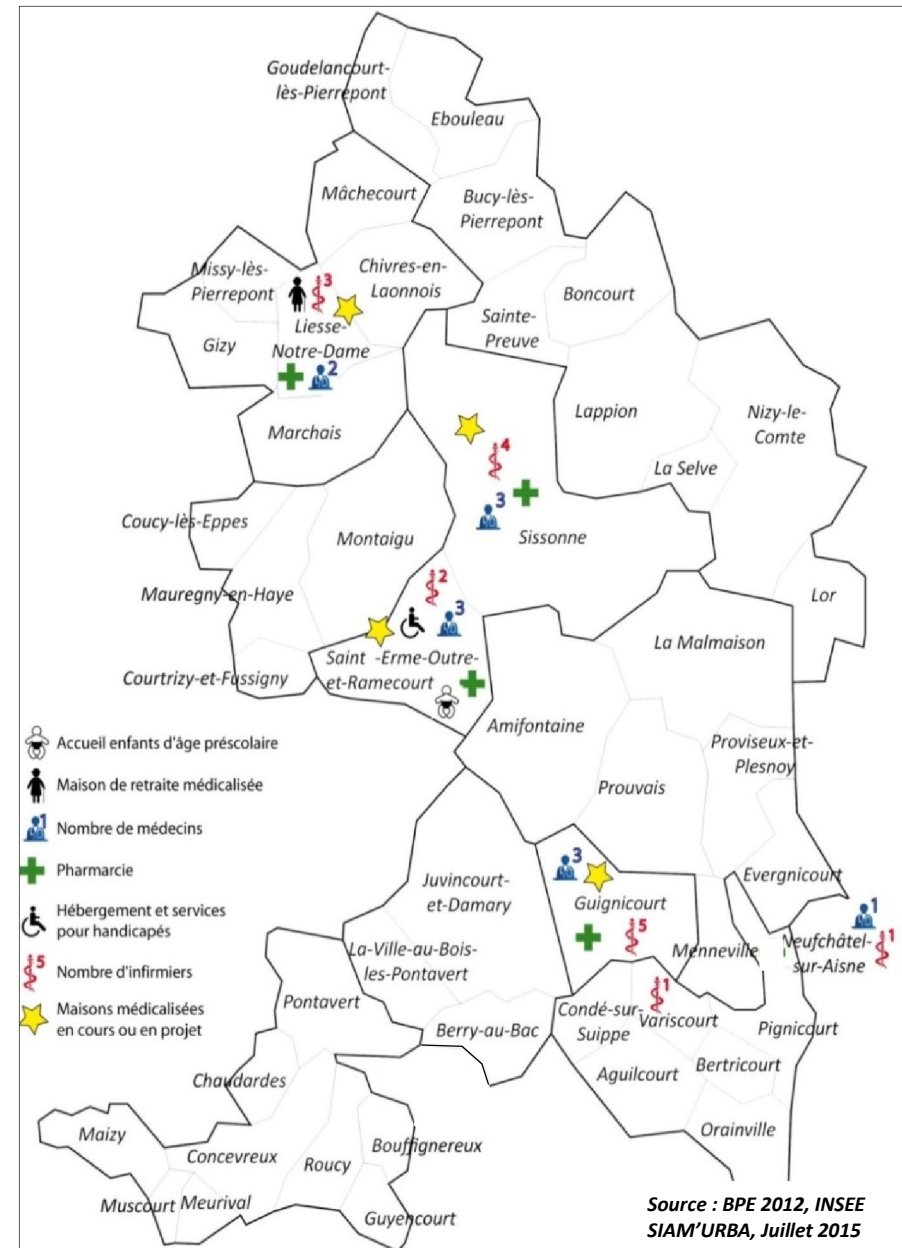 Goudelancourt-
lès-Pierrepont
Ebouleau
Mâchecourt
Bucy-lès-
Pierrepont
Missy-lès-
Pierrepont
3
Chivres-en-
Laonnois
Boncourt
Sainte-
Preuve
Gizy
Liesse-
Notre-Dame
2
Lappion
Nizy-le-
Comte
Marchais
4
La Selve
3
Coucy-lès-Eppes
Montaigu
Sissonne
2
3
Mauregny-en-Haye
Lor
La Malmaison
Courtrizy-et-Fussigny
Saint -Erme-Outre-
et-Ramecourt
Amifontaine
Proviseux-et-
Plesnoy
Prouvais
Accueil enfants d'âge préscolaire
Maison de retraite médicalisée
1 Nombre de médecins
Pharmarcie
Hébergement et services
pour handicapés
5 Nombre d'infirmiers
Maisons médicalisées
en cours ou en projet
3
Juvincourt-
et-Damary
Guignicourt
5
Evergnicourt
1
Menneville
Neufchâtel-
sur-Aisne
1
La-Ville-au-Bois-
les-Pontavert
Pontavert
1
Condé-sur-
Suippe
Variscourt
Pignicourt
Berry-au-Bac
Aguilcourt
Bertricourt
Chaudardes
Orainville
Maizy
Concevreux
Roucy
Bouffignereux
Muscourt
Meurival
Guyencourt
Source : BPE 2012, INSEE
SIAM'URBA, Juillet 2015